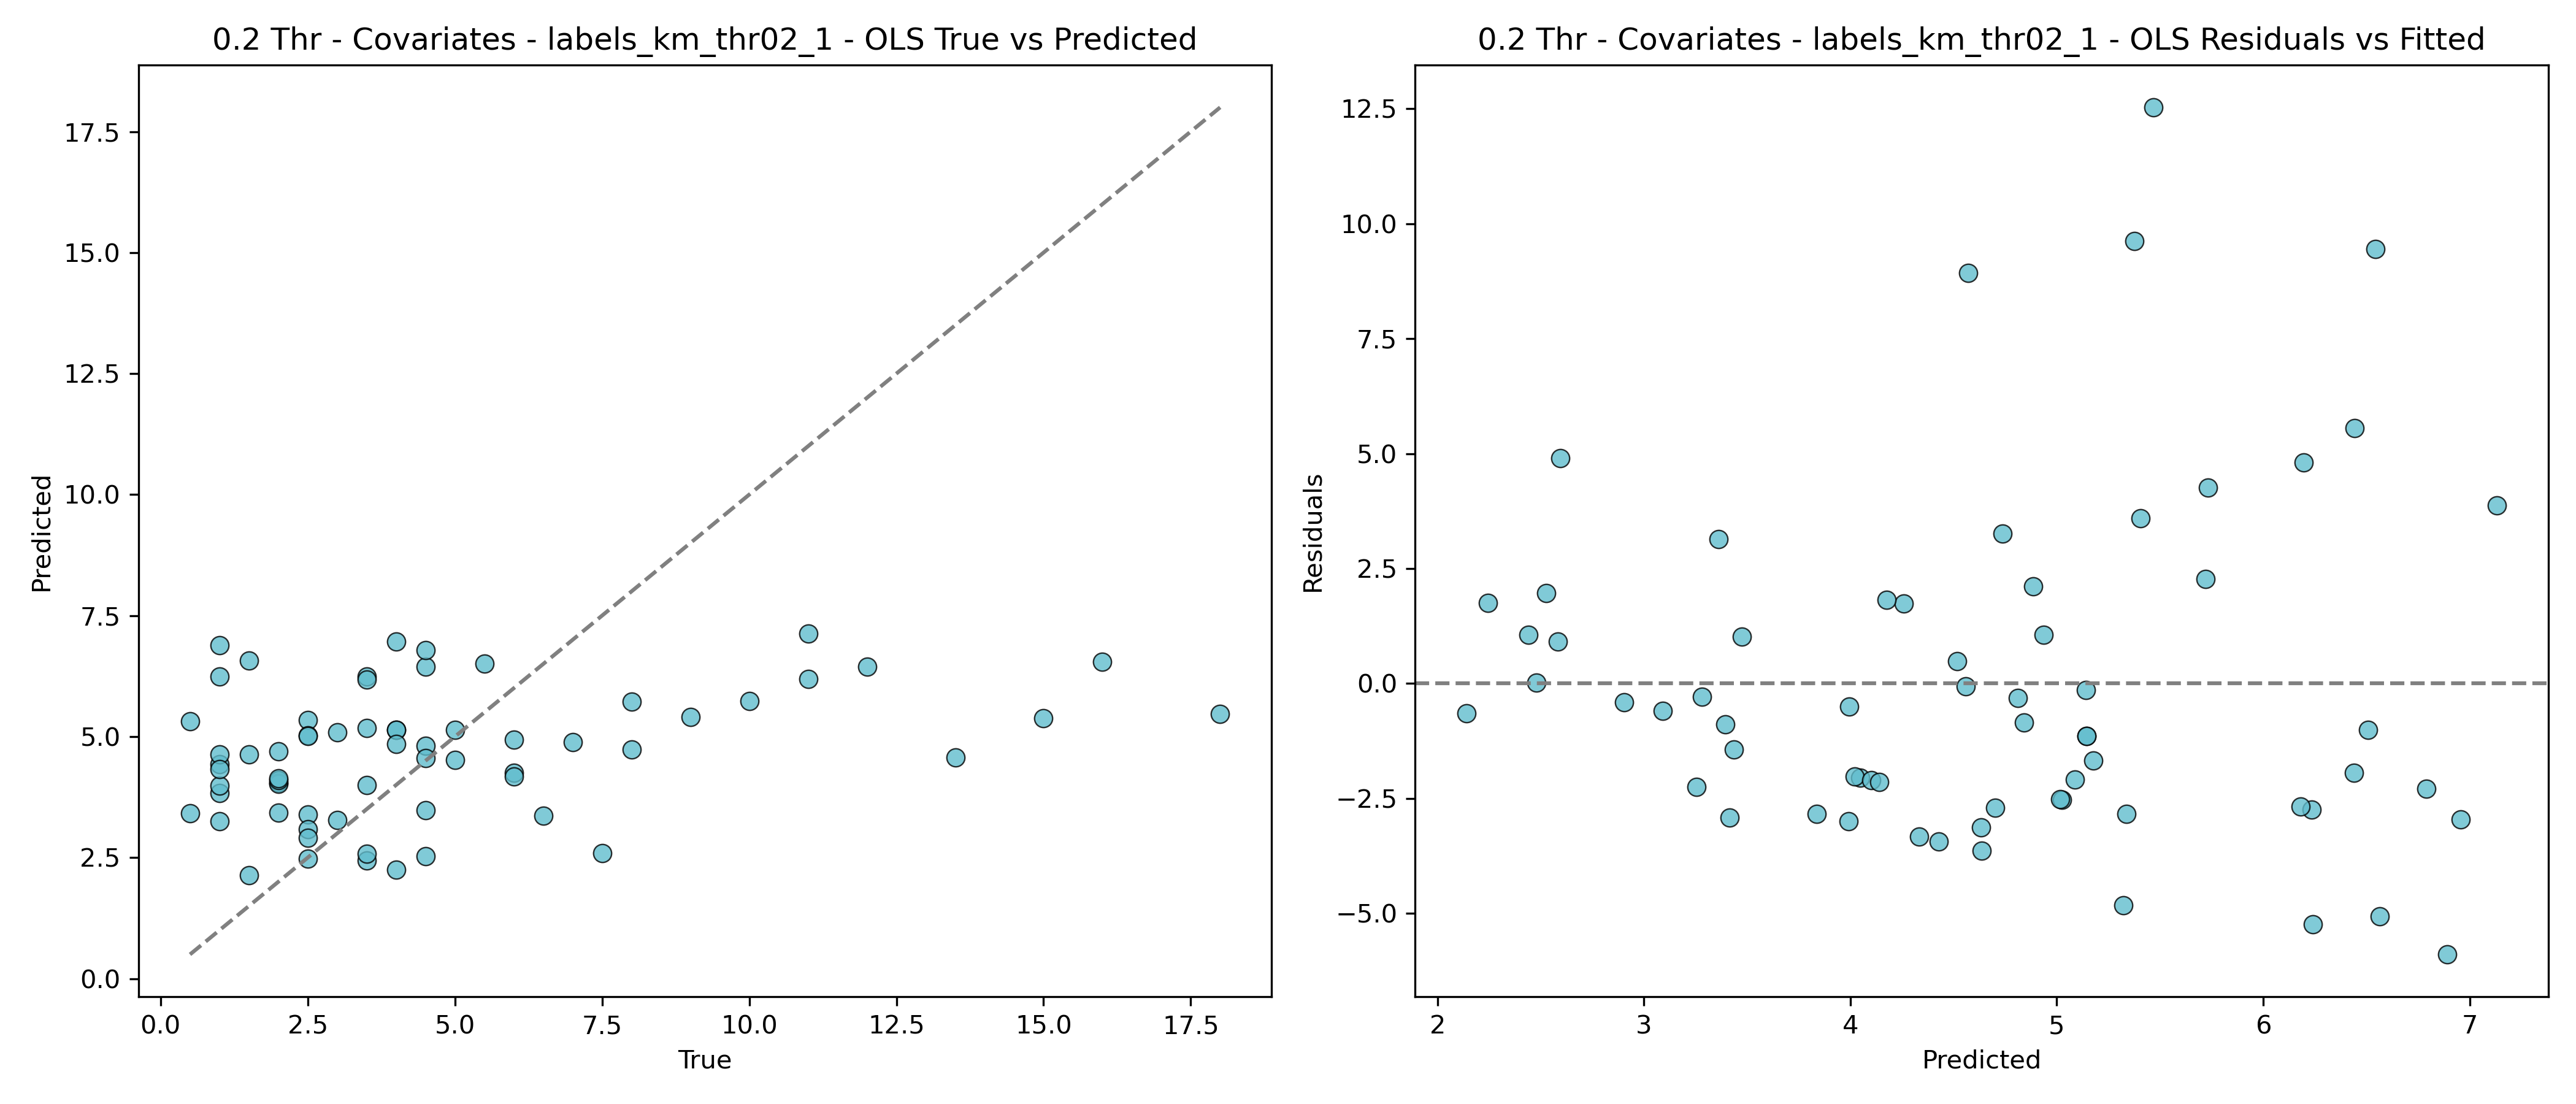 0.2 Thr - Covariates - labels_km_thr02_1 - OLS True vs Predicted
17.5
15.0
12.5
10.0
7.5
5.0
2.5
0.0
Predicted
0.0 2.5 5.0 7.5 10.0 12.5 15.0 17.5
True
0.2 Thr - Covariates - labels_km_thr02_1 - OLS Residuals vs Fitted
12.5
10.0
7.5
5.0
2.5
0.0
−2.5
−5.0
Residuals
2 3 4 5 6 7
Predicted